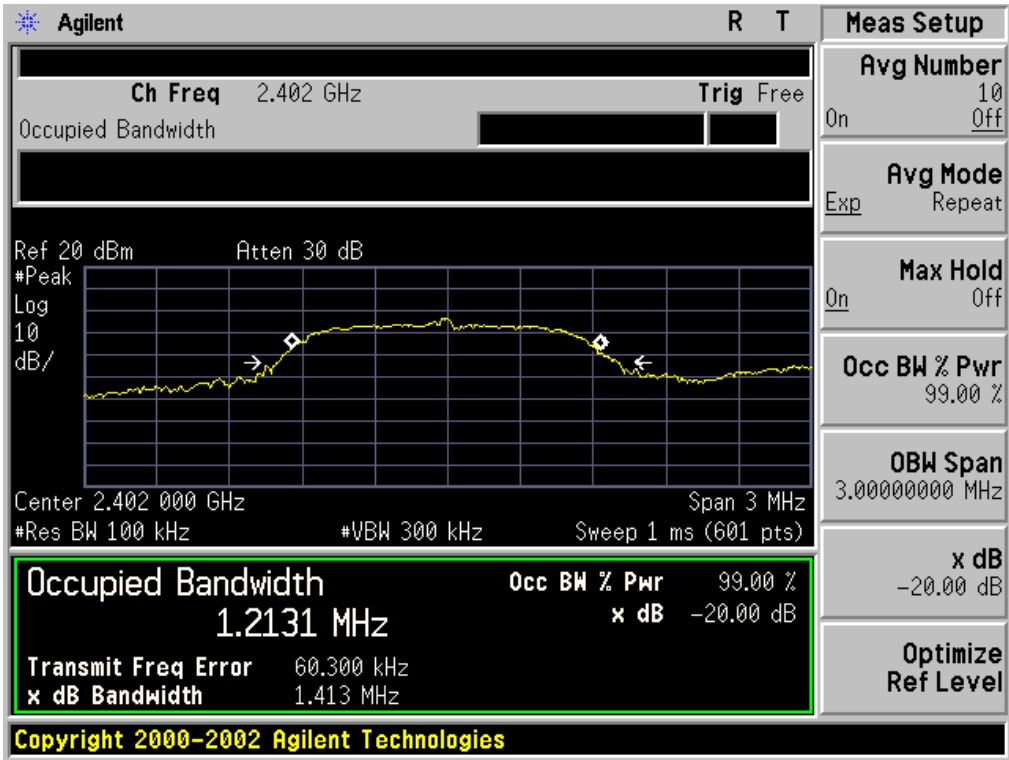 Agilent R T Meas Setup
Avg Number
10
On Off
Ch Freq 2.402 GHz Trig Free
Occupied Bandwidth
Avg Mode
Exp Repeat
Ref 20 dBm Atten 30 dB
#Peak
Log
10
dB/
Max Hold
On Off
Occ BW % Pwr
99.00 %
OBW Span
3.00000000 MHz
Center 2.402 000 GHz Span 3 MHz
#Res BW 100 kHz #VBW 300 kHz Sweep 1 ms (601 pts)
x dB
-20.00 dB
Occupied Bandwidth Occ BW % Pwr 99.00 %
1.2131 MHz x dB -20.00 dB
Transmit Freq Error 60.300 kHz
x dB Bandwidth 1.413 MHz
Optimize
Ref Level
Copyright 2000-2002 Agilent Technologies